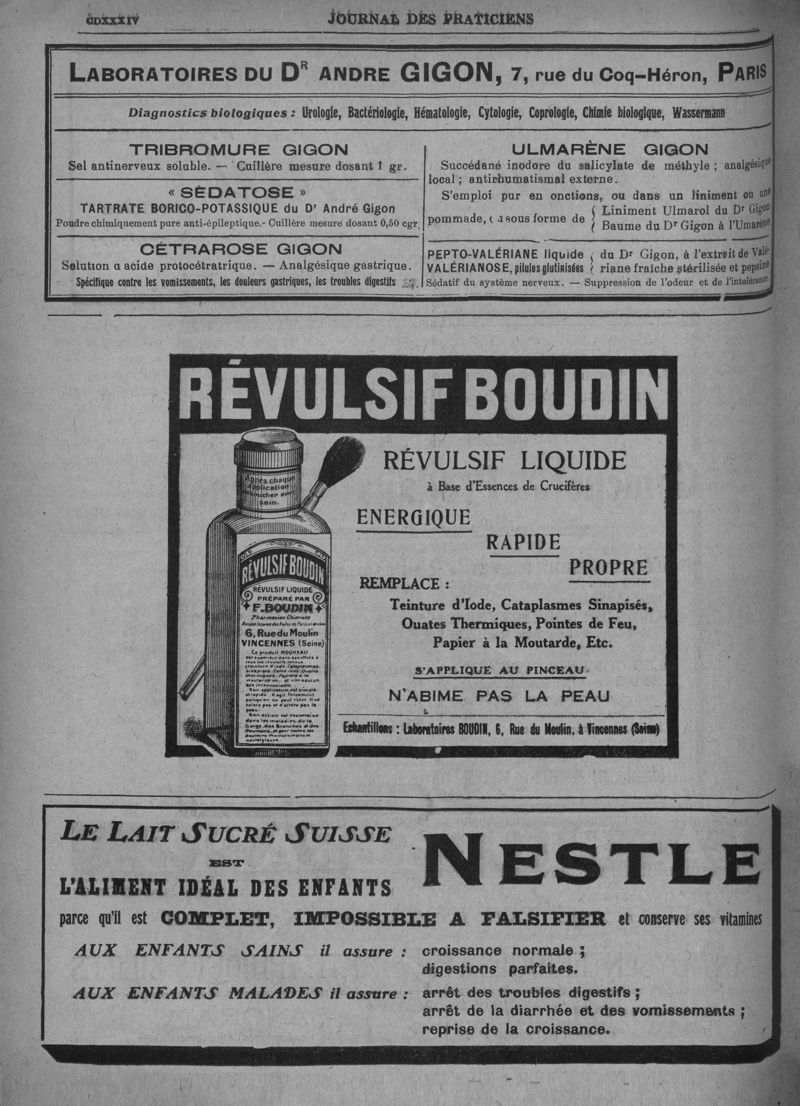 CDXXXIV
JOURNAL DES PRATICIENS
LABORATOIRES DU Dʳ ANDRE GIGON, 7, rue du Coq-Héron, PARIS
Diagnostics biologiques : Urologie, Bactériologie, Hématologie, Cytologie, Coprologie, Chimie biologique, Wassermann
TRIBROMURE GIGON
Sel antinerveux soluble. — Cuillère mesure dosant 1 gr.
« SÉDATOSE »
TARTRATE BORICO-POTASSIQUE du Dʳ André Gigon
Poudre chimiquement pure anti-épileptique.- Cuillère mesure dosant 0,50 cgr.
CÉTRAROSE GIGON
Solution a acide protocétratrique. — Analgésique gastrique.
Spécifique contre les vomissements, les douleurs gastriques, les troubles digestifs
ULMARÈNE GIGON
Succédané inodore du salicylate de méthyle ; analgésique
local ; antirhumatismal externe.
S'emploi pur en onctions, ou dans un liniment ou une
pommade, ( a sous forme de { Liniment Ulmarol du Dʳ Gigon
{ Baume du Dʳ Gigon à l'Umarène
PEPTO-VALÉRIANE liquide ( du Dʳ Gigon, à l'extrait de Valé-
VALÉRIANOSE, pilules glutinisées ) riane fraîche stérilisée et pepsine
Sédatif du système nerveux. — Suppression de l'odeur et de l'intolérance
RÉVULSIF BOUDIN
Après chaque
application
reboucher avec
soin.
RÉVULSIF BOUDIN
RÉVULSIF LIQUIDE
PRÉPARÉ PAR
F. BOUDIN
Pharmacien Chimiste
6, Rue du Moulin
VINCENNES (Seine)
Ce produit NOUVEAU
RÉVULSIF LIQUIDE
à Base d'Essences de Crucifères
ENERGIQUE
RAPIDE
PROPRE
REMPLACE :
Teinture d'Iode, Cataplasmes Sinapisés,
Ouates Thermiques, Pointes de Feu,
Papier à la Moutarde, Etc.
S'APPLIQUE AU PINCEAU
N'ABIME PAS LA PEAU
Echantillons : Laboratoires BOUDIN, 6, Rue du Moulin, à Vincennes (Seine)
LE LAIT SUCRÉ SUISSE
NESTLE
EST
L'ALIMENT IDÉAL DES ENFANTS
parce qu'il est COMPLET, IMPOSSIBLE A FALSIFIER et conserve ses vitamines
AUX ENFANTS SAINS il assure : croissance normale ;
digestions parfaites.
AUX ENFANTS MALADES il assure : arrêt des troubles digestifs ;
arrêt de la diarrhée et des vomissements ;
reprise de la croissance.